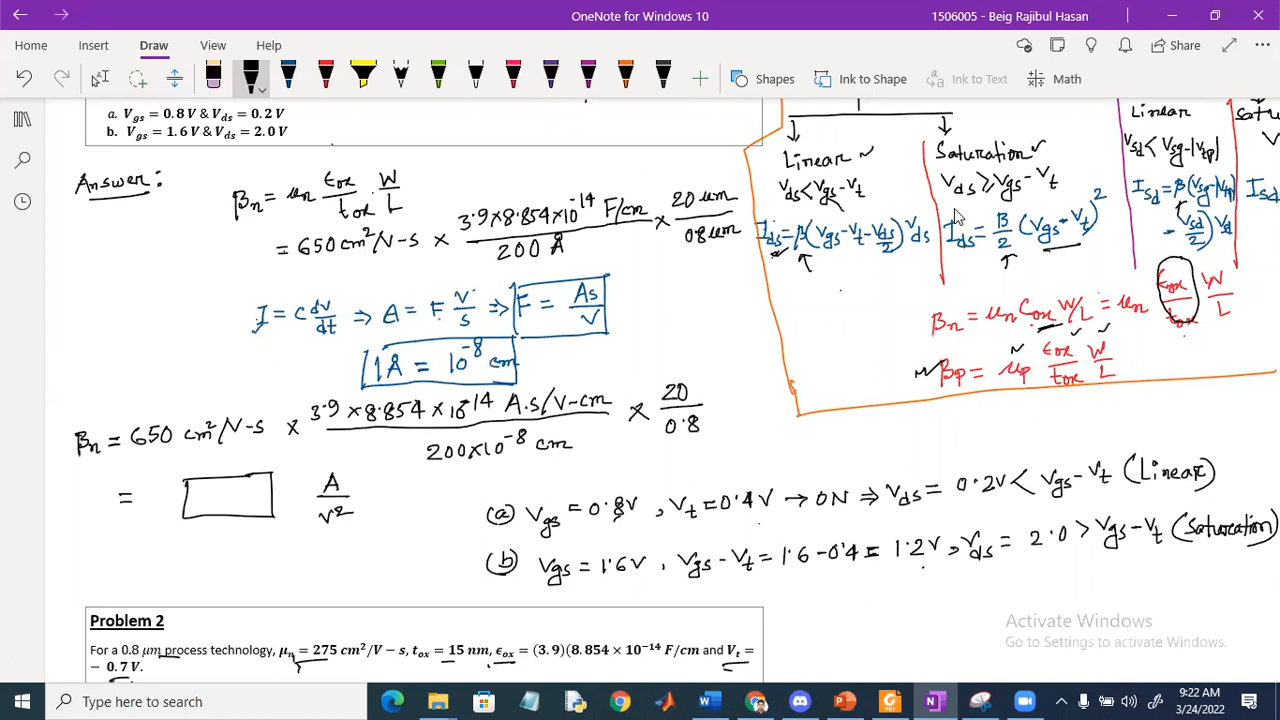 OneNote for Windows 10
1506005 - Beig Rajibul Hasan
Home Insert Draw View Help
Share
Shapes Ink to Shape Ink to Text Math
a. Vgs = 0.8 V & Vds = 0.2 V
b. Vgs = 1.6 V & Vds = 2.0 V
Answer:
βn = μn εox/tox · W/L
= 650 cm²/V-s × 3.9×8.854×10⁻¹⁴ F/cm / 200 Å × 20 um / 08 um
I = c dv/dt ⇒ A = F V/s ⇒ F = As/V
1Å = 10⁻⁸ cm
βn = 650 cm²/V-s × 3.9×8.854×10⁻¹⁴ A.s/V-cm / 200×10⁻⁸ cm × 20/0.8
= A/V²
Linear
Vds < Vgs-Vt
Ids = β(Vgs-Vt-Vds/2)Vds
Saturation
Vds ≥ Vgs-Vt
Ids = β/2 (Vgs-Vt)²
Linear
Vsd < Vsg-|Vtp|
Isd = β(Vsg-|Vtp|
- Vsd/2)Vd
Isd
βn = μn Cox W/L = μn εox/tox W/L
βp = μp εox/tox W/L
(a) Vgs = 0.8V, Vt = 0.4V → ON ⇒ Vds = 0.2V < Vgs-Vt (Linear)
(b) Vgs = 1.6V, Vgs-Vt = 1.6-0.4 = 1.2V, Vds = 2.0 > Vgs-Vt (Saturation)
Problem 2
For a 0.8 μm process technology, μn = 275 cm²/V − s, tox = 15 nm, ϵox = (3.9)(8.854 × 10⁻¹⁴ F/cm and Vt =
− 0.7 V.
Activate Windows
Go to Settings to activate Windows.
Type here to search
9:22 AM
3/24/2022